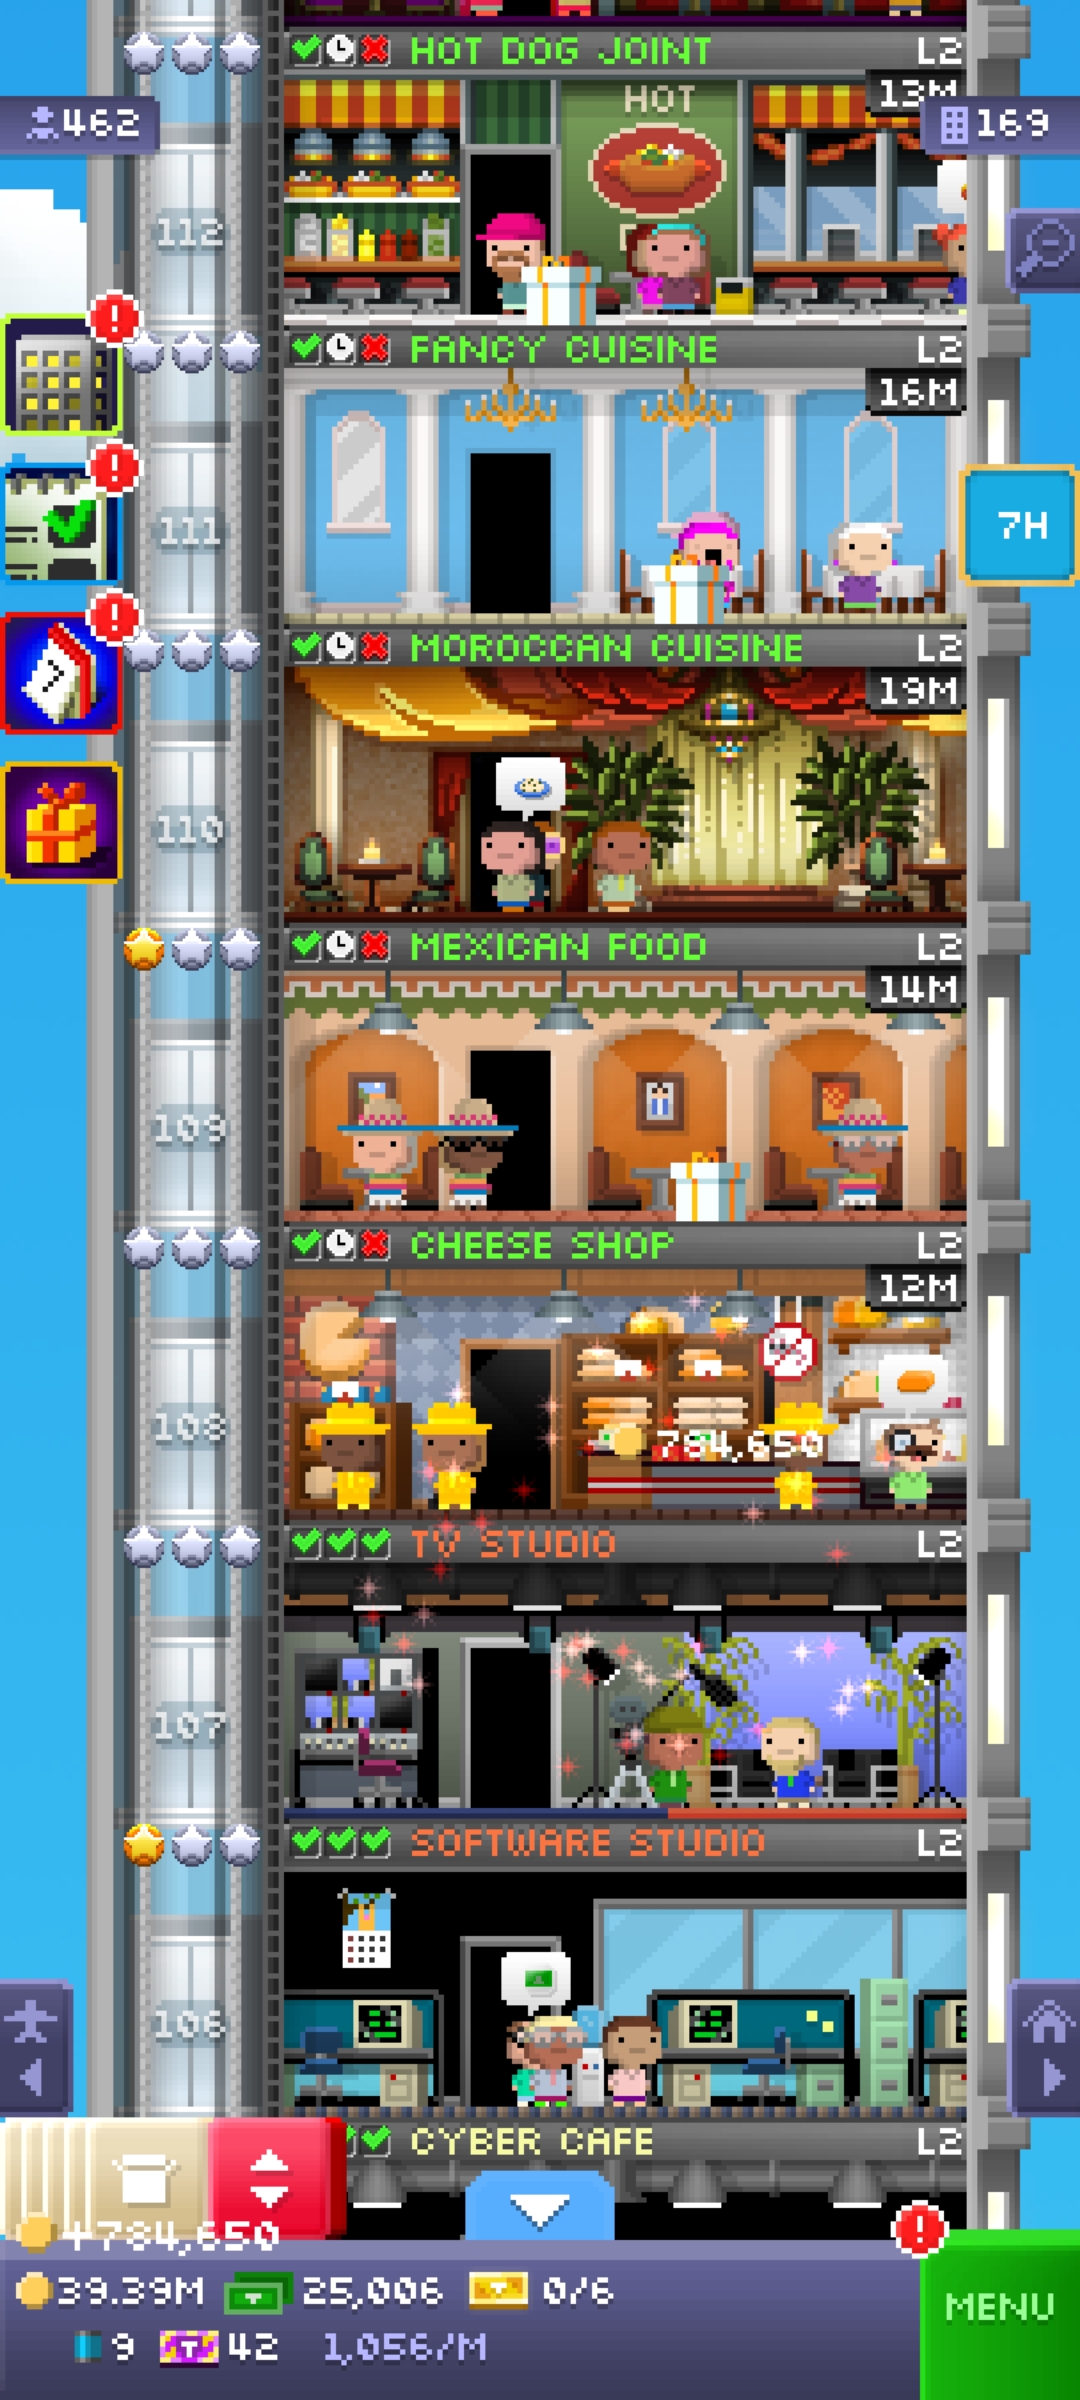 HOT DOG JOINT L2
13M
HOT
462
169
112
FANCY CUISINE L2
16M
111
7H
MOROCCAN CUISINE L2
19M
110
MEXICAN FOOD L2
14M
109
CHEESE SHOP L2
12M
108
784,650
TV STUDIO L2
107
SOFTWARE STUDIO L2
106
CYBER CAFE L2
+784,650
39.39M 25,006 0/6
MENU
9 T 42 1,056/M